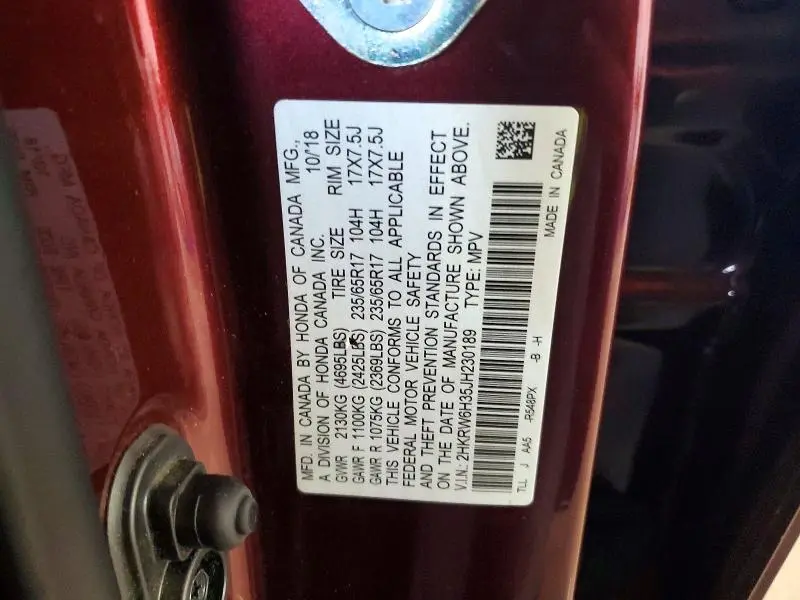 MFD. IN CANADA BY HONDA OF CANADA MFG.,
A DIVISION OF HONDA CANADA INC. 10/18
GVWR 2130KG (4695LBS) TIRE SIZE RIM SIZE
GAWR F 1100KG (2425LBS) 235/65R17 104H 17X7.5J
GAWR R 1075KG (2369LBS) 235/65R17 104H 17X7.5J
THIS VEHICLE CONFORMS TO ALL APPLICABLE
FEDERAL MOTOR VEHICLE SAFETY
AND THEFT PREVENTION STANDARDS IN EFFECT
ON THE DATE OF MANUFACTURE SHOWN ABOVE.
V.I.N.: 2HKRW6H35JH230189 TYPE: MPV
TLL J AA5 -R548PX -B -H MADE IN CANADA